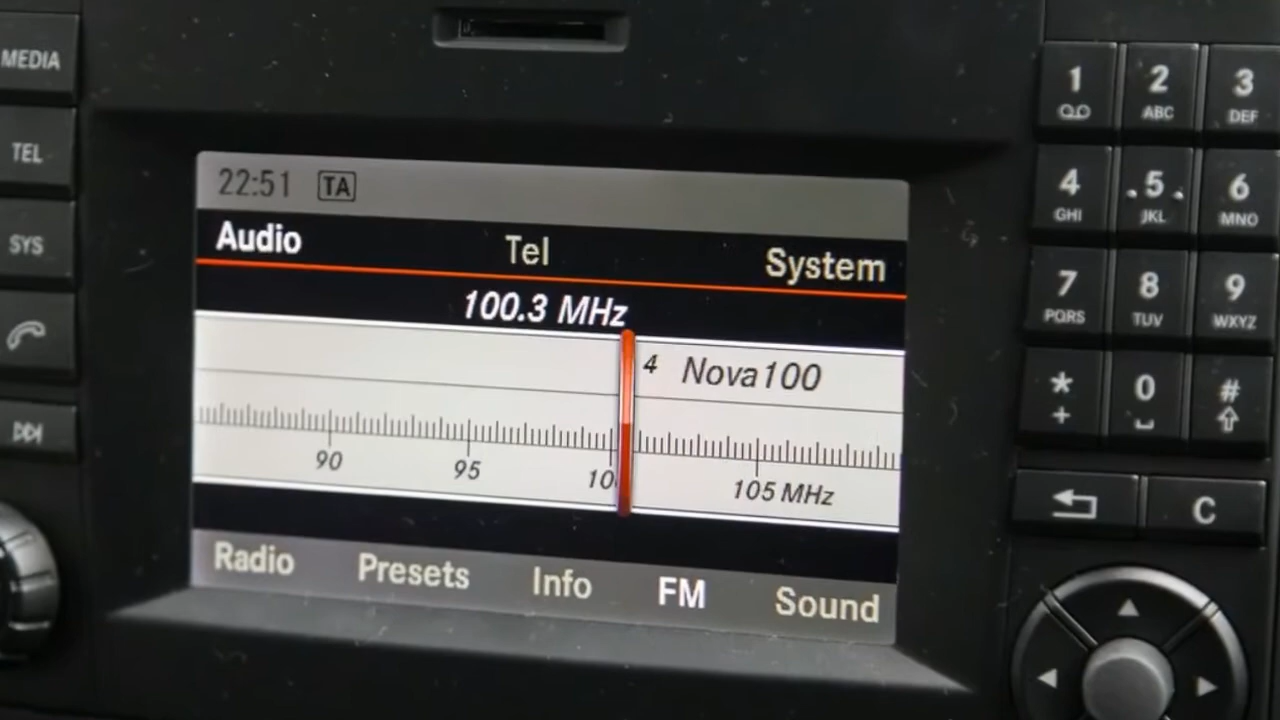 MEDIA
TEL
SYS
22:51 TA
Audio Tel System
100.3 MHz
4 Nova100
90 95 10 105 MHz
Radio Presets Info FM Sound
1 2 ABC 3 DEF
4 GHI 5 JKL 6 MNO
7 PQRS 8 TUV 9 WXYZ
* + 0 #
C